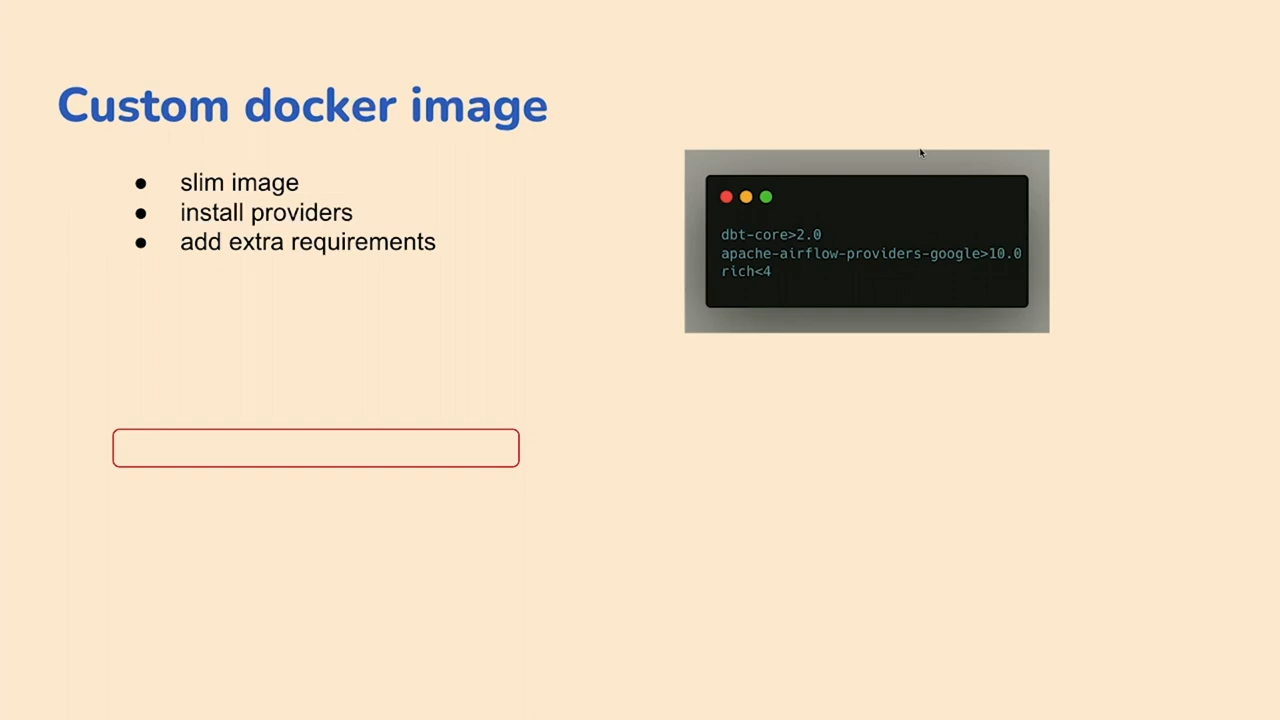 Custom docker image
● slim image
● install providers
● add extra requirements
dbt-core>2.0
apache-airflow-providers-google>10.0
rich<4